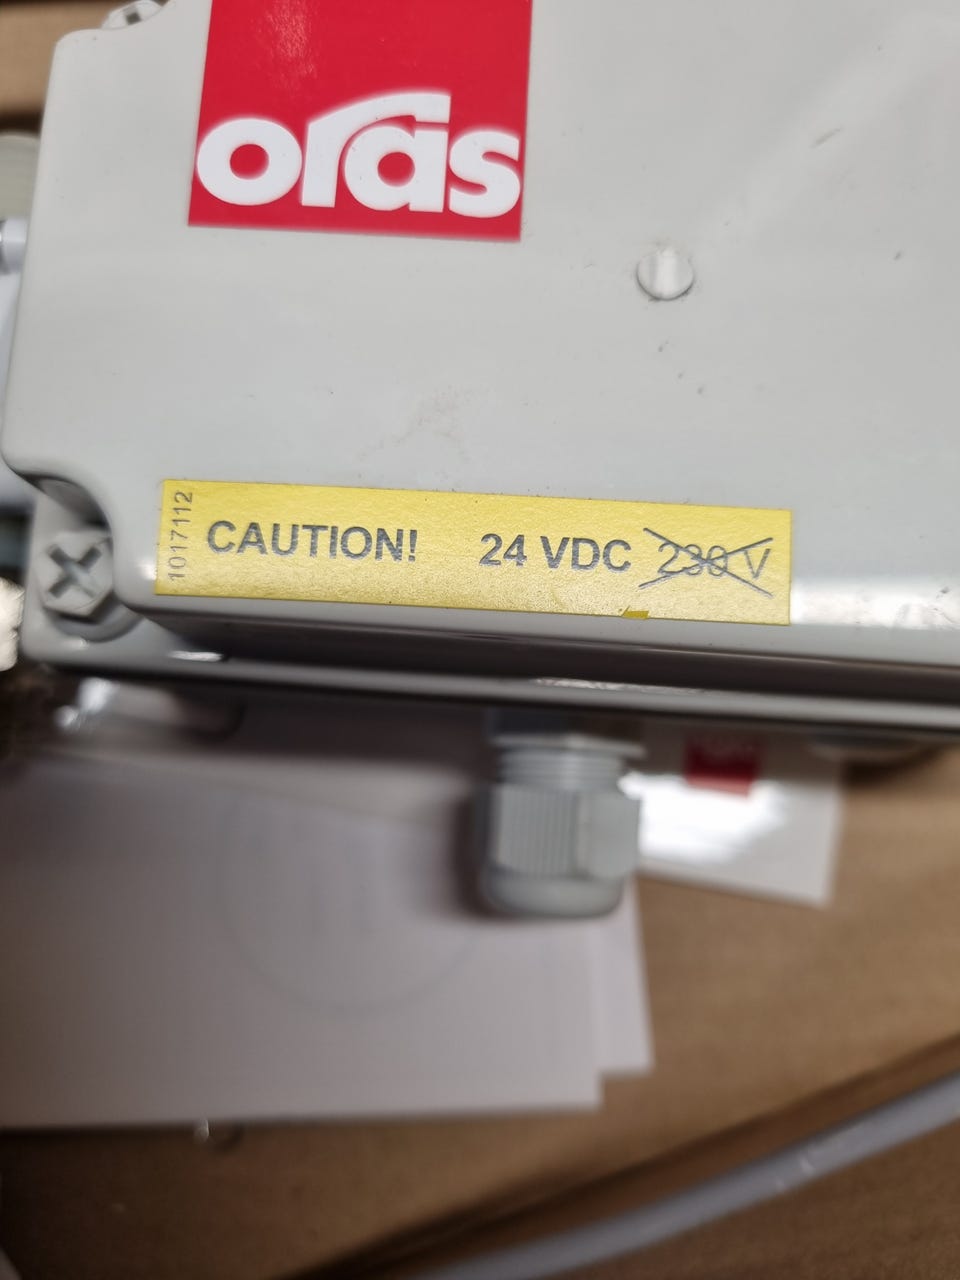 oras
1017112
CAUTION! 24 VDC 230 V